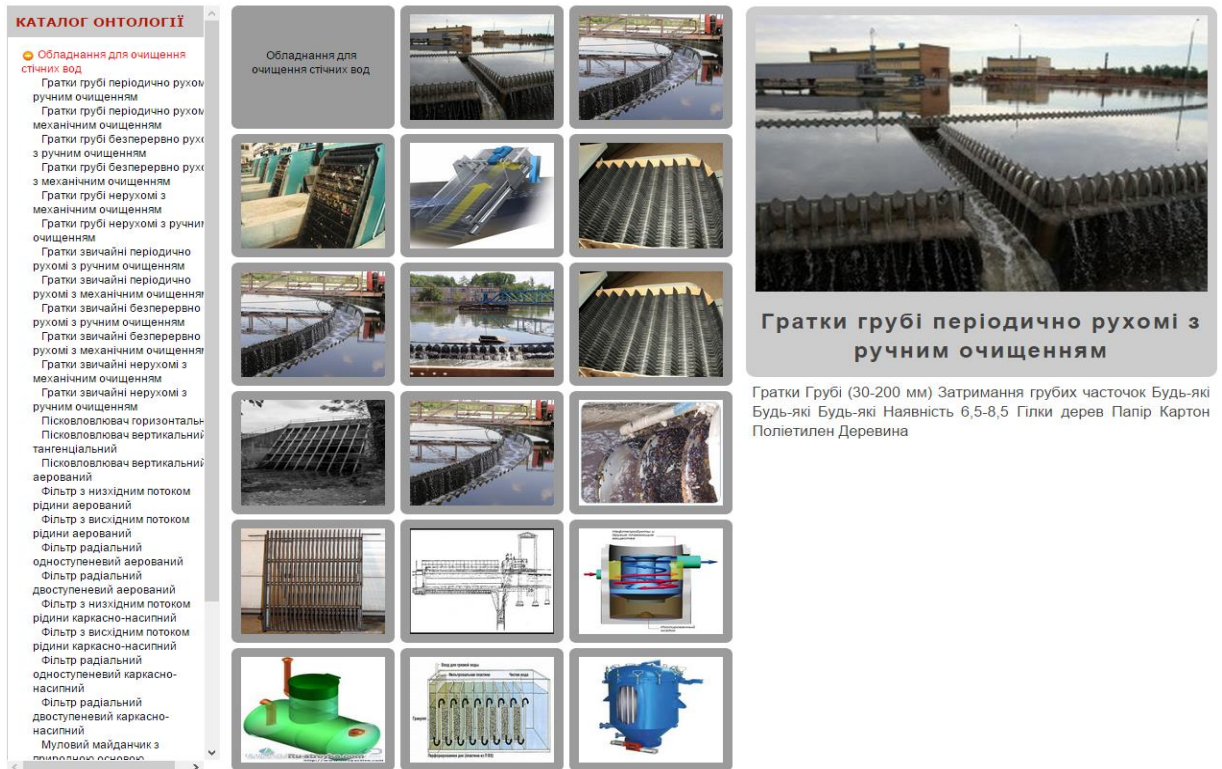 КАТАЛОГ ОНТОЛОГІЇ
Обладнання для очищення
стічних вод
Гратки грубі періодично рухом
ручним очищенням
Гратки грубі періодично рухом
механічним очищенням
Гратки грубі безперервно рухо
з ручним очищенням
Гратки грубі безперервно рухо
з механічним очищенням
Гратки грубі нерухомі з
механічним очищенням
Гратки грубі нерухомі з ручним
очищенням
Гратки звичайні періодично
рухомі з ручним очищенням
Гратки звичайні періодично
рухомі з механічним очищенням
Гратки звичайні безперервно
рухомі з ручним очищенням
Гратки звичайні безперервно
рухомі з механічним очищенням
Гратки звичайні нерухомі з
механічним очищенням
Гратки звичайні нерухомі з
ручним очищенням
Пісковловлювач горизонтальн
Пісковловлювач вертикальний
тангенціальний
Пісковловлювач вертикальний
аерований
Фільтр з низхідним потоком
рідини аерований
Фільтр з висхідним потоком
рідини аерований
Фільтр радіальний
одноступеневий аерований
Фільтр радіальний
двоступеневий аерований
Фільтр з низхідним потоком
рідини каркасно-насипний
Фільтр з висхідним потоком
рідини каркасно-насипний
Фільтр радіальний
одноступеневий каркасно-
насипний
Фільтр радіальний
двоступеневий каркасно-
насипний
Муловий майданчик з
природною основою
Обладнання для
очищення стічних вод
Гратки грубі періодично рухомі з
ручним очищенням
Гратки Грубі (30-200 мм) Затримання грубих часточок Будь-які
Будь-які Будь-які Наявність 6,5-8,5 Гілки дерев Папір Картон
Поліетилен Деревина